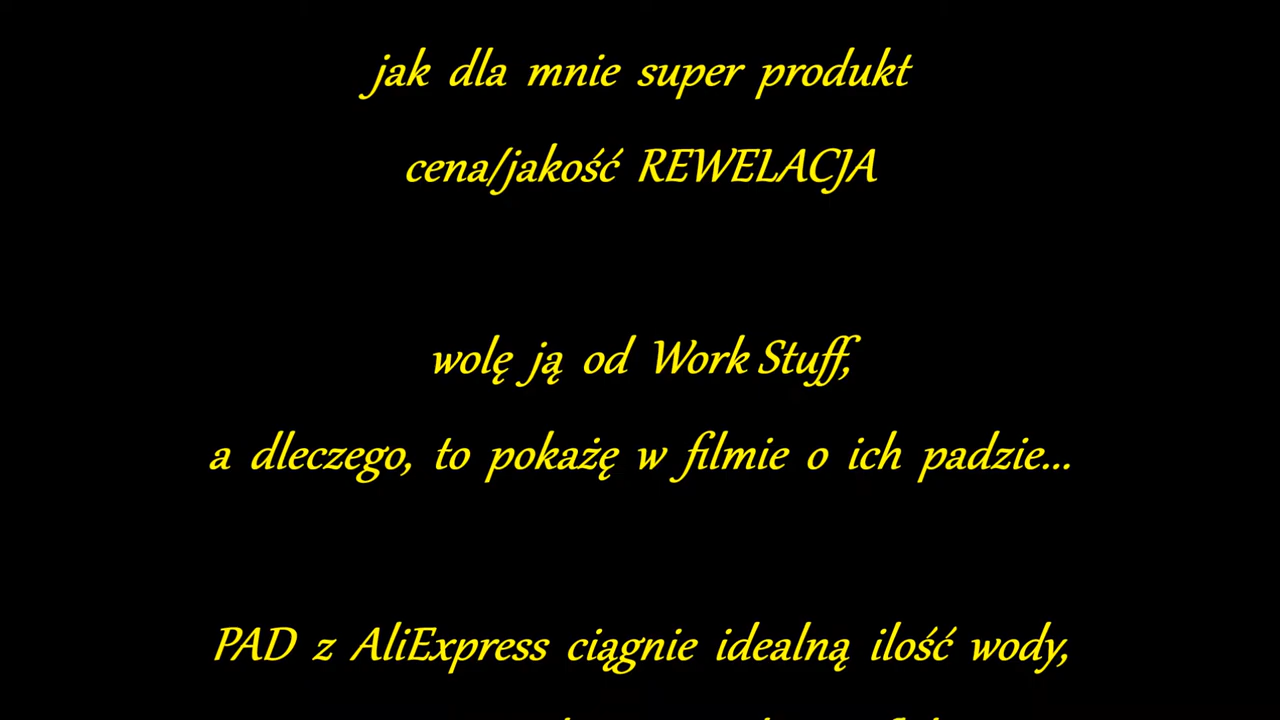 jak dla mnie super produkt
cena/jakość REWELACJA
wolę ją od Work Stuff,
a dleczego, to pokażę w filmie o ich padzie...
PAD z AliExpress ciągnie idealną ilość wody,